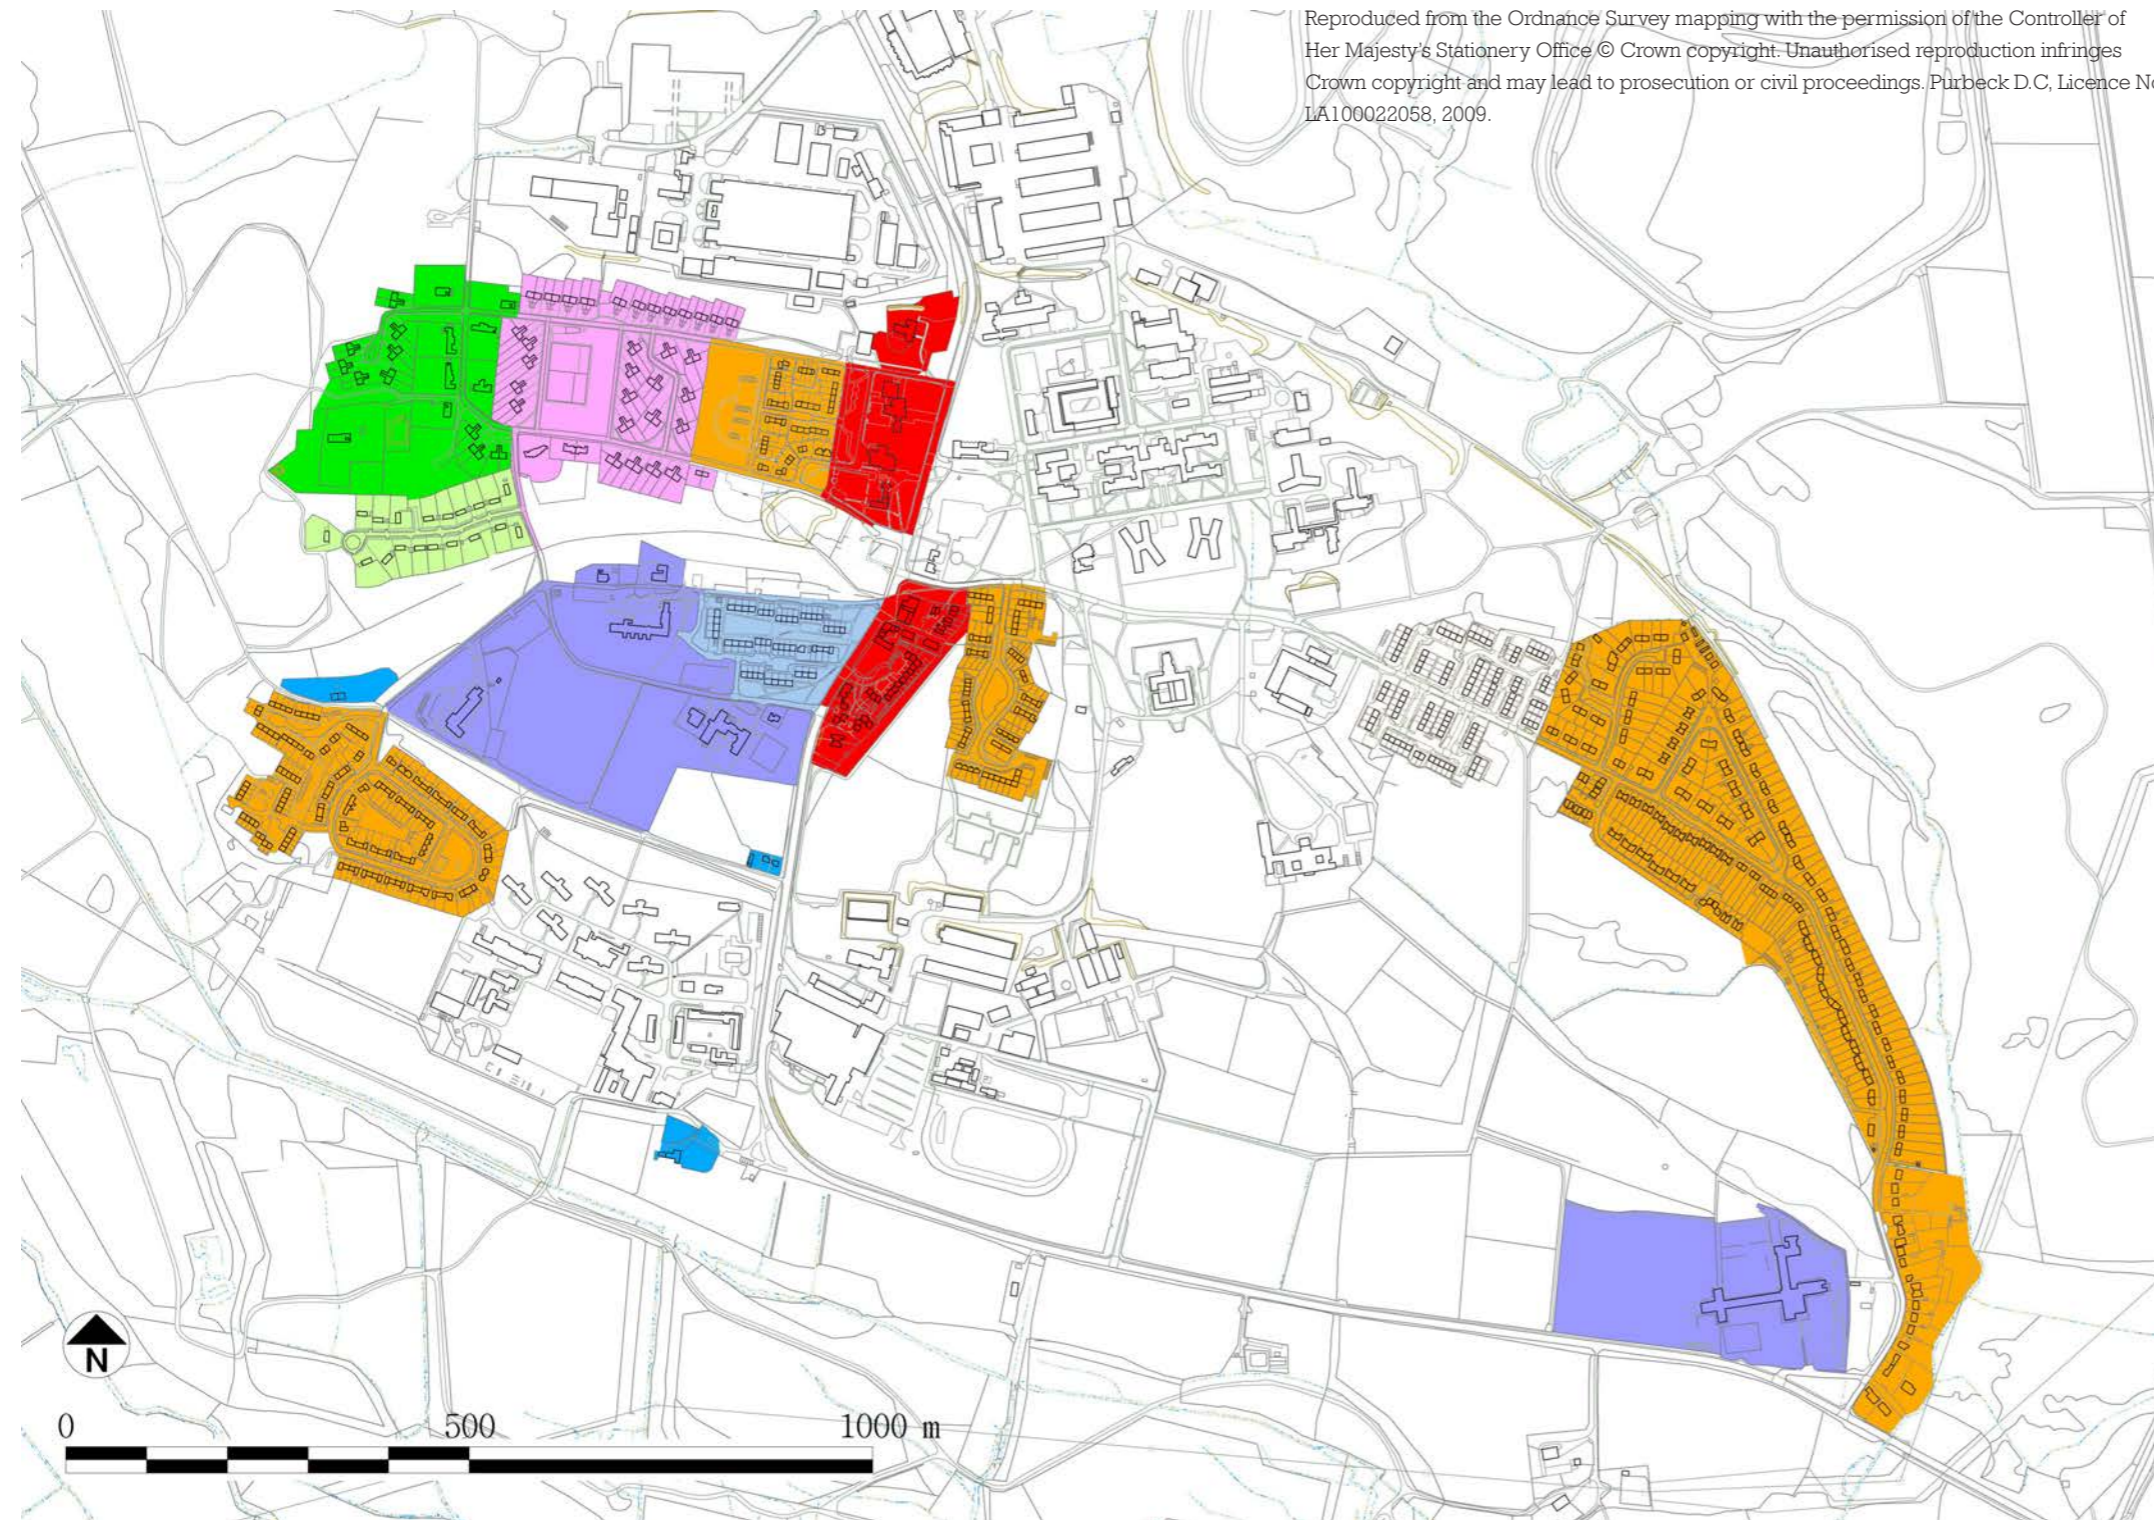 Reproduced from the Ordnance Survey mapping with the permission of the Controller of
Her Majesty's Stationery Office © Crown copyright. Unauthorised reproduction infringes
Crown copyright and may lead to prosecution or civil proceedings. Purbeck D.C, Licence No
LA100022058, 2009.
N
0 500 1000 m